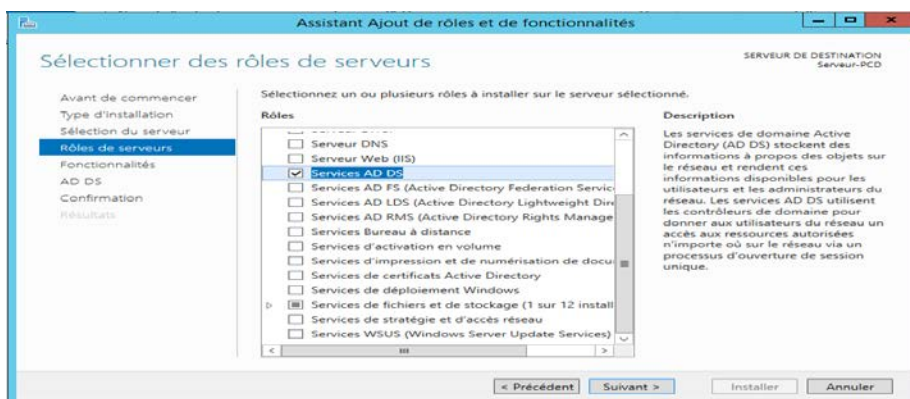 Assistant Ajout de rôles et de fonctionnalités
Sélectionner des rôles de serveurs
SERVEUR DE DESTINATION
Serveur-PCD
Avant de commencer
Type d'installation
Sélection du serveur
Rôles de serveurs
Fonctionnalités
AD DS
Confirmation
Résultats
Sélectionnez un ou plusieurs rôles à installer sur le serveur sélectionné.
Rôles
Serveur DNS
Serveur Web (IIS)
Services AD DS
Services AD FS (Active Directory Federation Servic
Services AD LDS (Active Directory Lightweight Dire
Services AD RMS (Active Directory Rights Manage
Services Bureau à distance
Services d'activation en volume
Services d'impression et de numérisation de docu
Services de certificats Active Directory
Services de déploiement Windows
Services de fichiers et de stockage (1 sur 12 install
Services de stratégie et d'accès réseau
Services WSUS (Windows Server Update Services)
Description
Les services de domaine Active
Directory (AD DS) stockent des
informations à propos des objets sur
le réseau et rendent ces
informations disponibles pour les
utilisateurs et les administrateurs du
réseau. Les services AD DS utilisent
les contrôleurs de domaine pour
donner aux utilisateurs du réseau un
accès aux ressources autorisées
n'importe où sur le réseau via un
processus d'ouverture de session
unique.
< Précédent
Suivant >
Installer
Annuler